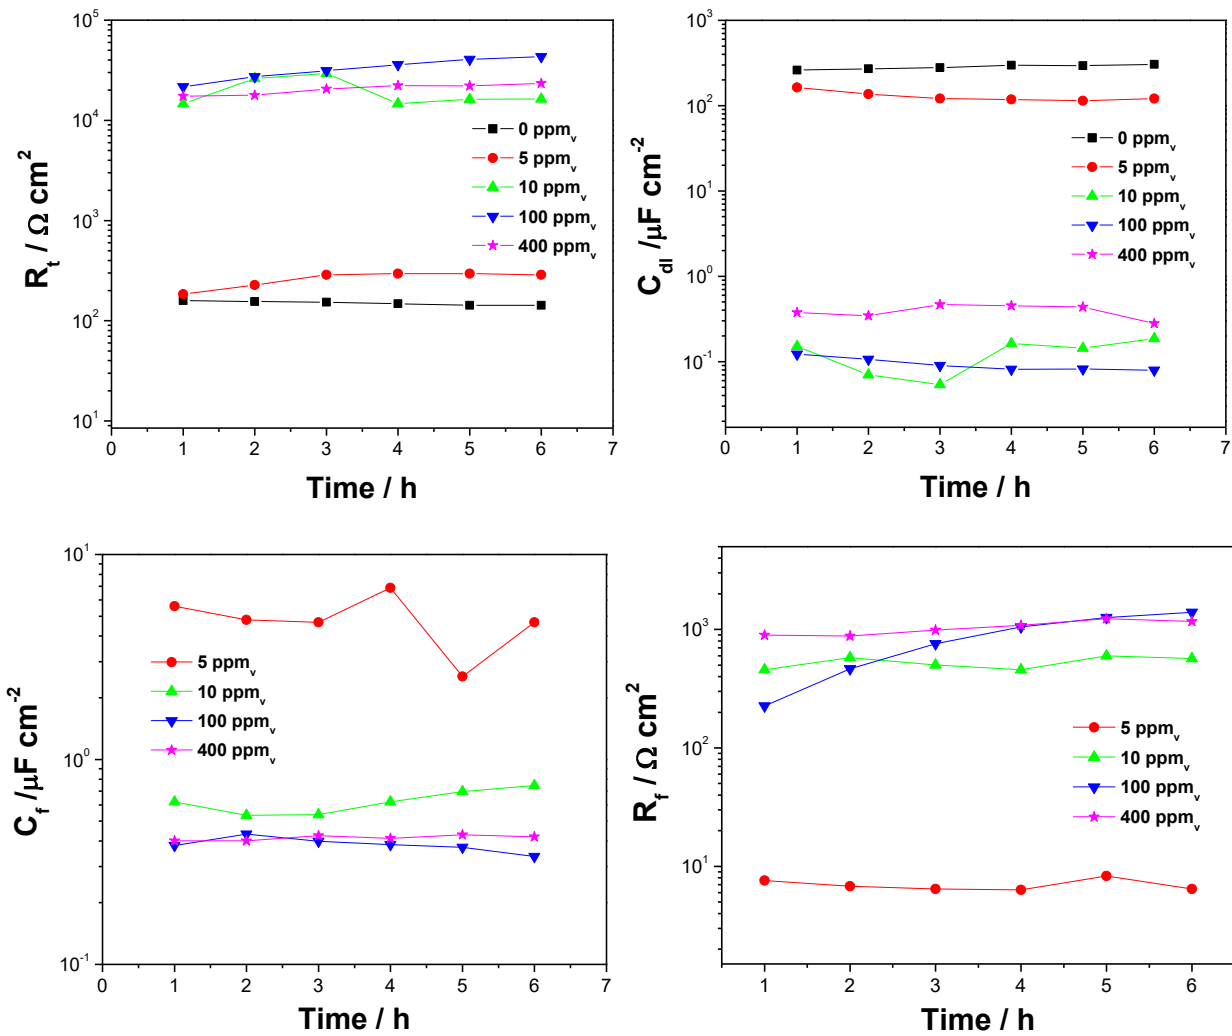 10^5
10^4
10^3
10^2
10^1
R_t / Ω cm^2
0 ppm_v
5 ppm_v
10 ppm_v
100 ppm_v
400 ppm_v
0 1 2 3 4 5 6 7
Time / h
10^3
10^2
10^1
10^0
10^-1
C_dl /μF cm^-2
0 ppm_v
5 ppm_v
10 ppm_v
100 ppm_v
400 ppm_v
0 1 2 3 4 5 6 7
Time / h
10^1
10^0
10^-1
C_f /μF cm^-2
5 ppm_v
10 ppm_v
100 ppm_v
400 ppm_v
0 1 2 3 4 5 6 7
Time / h
10^3
10^2
10^1
R_f / Ω cm^2
5 ppm_v
10 ppm_v
100 ppm_v
400 ppm_v
1 2 3 4 5 6
Time / h